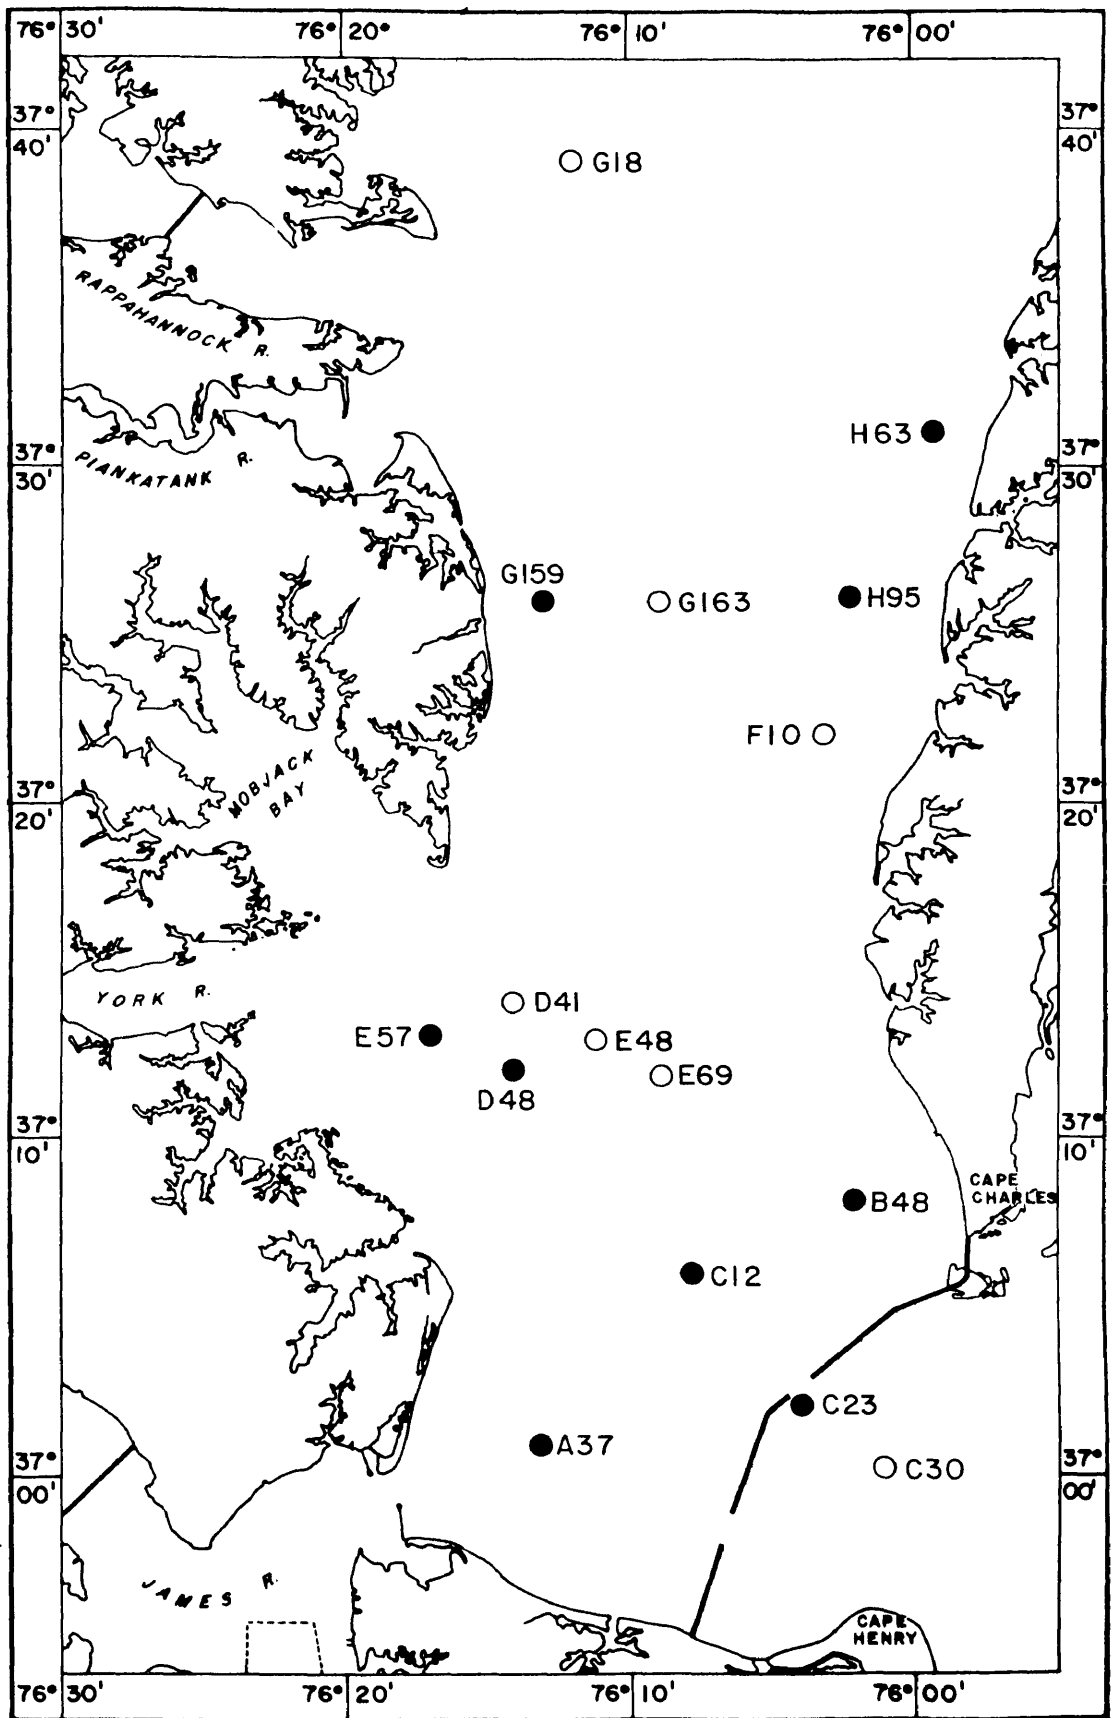 76°30' 76°20' 76°10' 76°00'
37° 40'
37° 40'
G18
RAPPAHANNOCK R.
H63
37° 30'
37° 30'
PIANKATANK R.
G159
G163
H95
F10
MOBJACK BAY
37° 20'
37° 20'
YORK R.
D41
E57
E48
E69
D48
37° 10'
37° 10'
CAPE CHARLES
B48
C12
C23
A37
C30
37° 00'
37° 00'
JAMES R.
CAPE HENRY
76°30' 76°20' 76°10' 76°00'